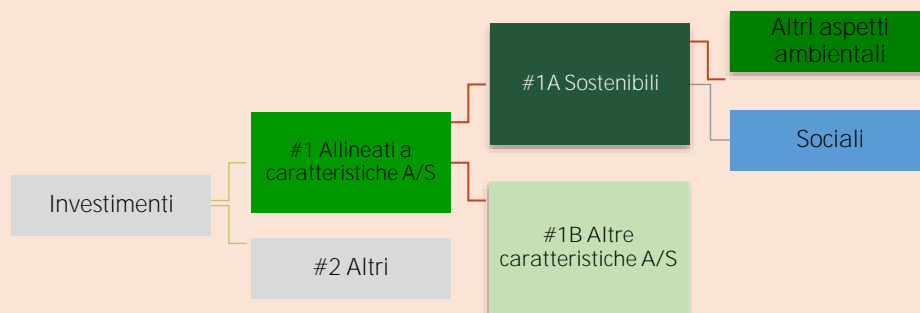 Investimenti
#1 Allineati a
caratteristiche A/S
#2 Altri
#1A Sostenibili
#1B Altre
caratteristiche A/S
Altri aspetti
ambientali
Sociali